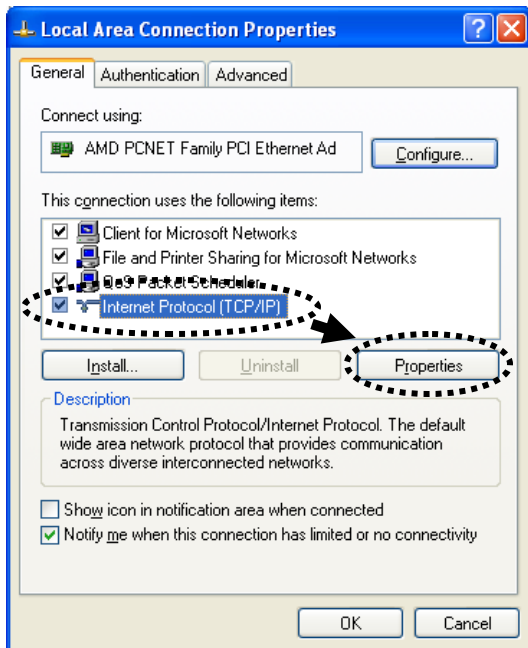 Local Area Connection Properties
General Authentication Advanced
Connect using:
AMD PCNET Family PCI Ethernet Ad Configure...
This connection uses the following items:
Client for Microsoft Networks
File and Printer Sharing for Microsoft Networks
QoS Packet Scheduler
Internet Protocol (TCP/IP)
Install... Uninstall Properties
Description
Transmission Control Protocol/Internet Protocol. The default
wide area network protocol that provides communication
across diverse interconnected networks.
Show icon in notification area when connected
Notify me when this connection has limited or no connectivity
OK Cancel